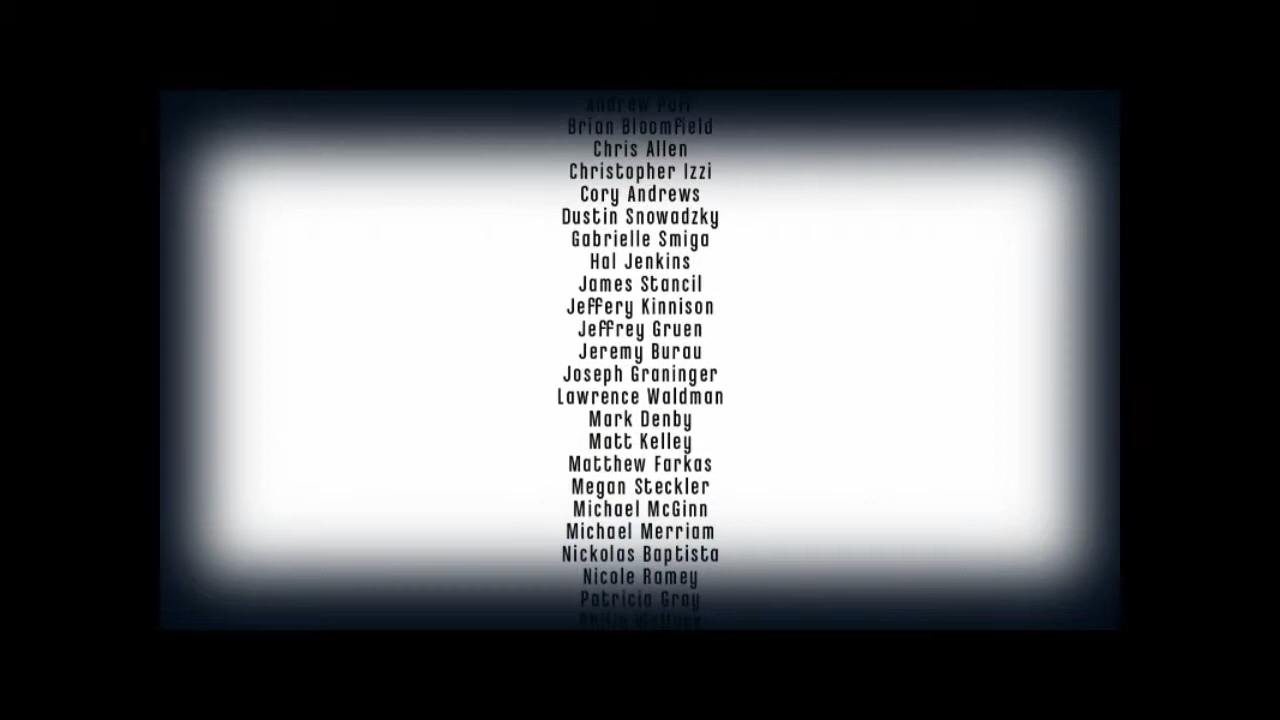 Andrew
Brian Bloomfield
Chris Allen
Christopher Izzi
Cory Andrews
Dustin Snowadzky
Gabrielle Smiga
Hal Jenkins
James Stancil
Jeffery Kinnison
Jeffrey Gruen
Jeremy Burau
Joseph Graninger
Lawrence Waldman
Mark Denby
Matt Kelley
Matthew Farkas
Megan Steckler
Michael McGinn
Michael Merriam
Nickolas Baptista
Nicole Ramey
Patricia Gray